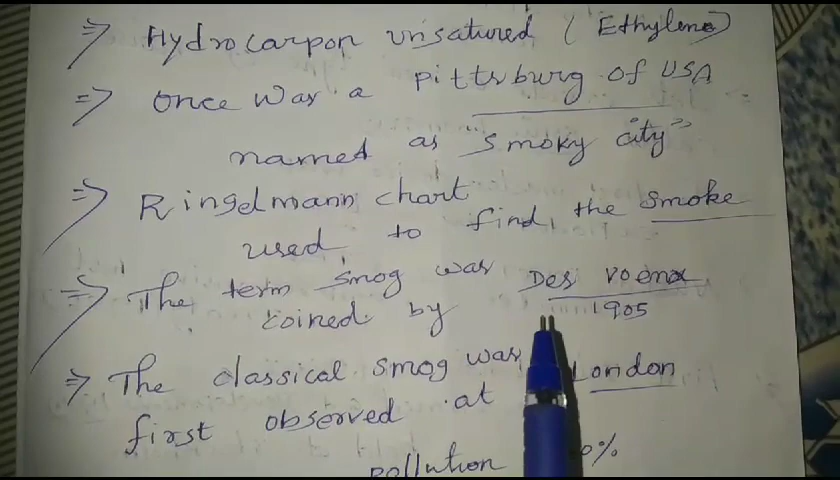 ⇒ Hydrocarpon unsatured (Ethylene)
⇒ Once was a Pittsburg of USA
named as "Smoky city"
⇒ Ringelmann chart
used to find, the smoke
⇒ The term smog was Des
coined by 1905
⇒ The classical smog was London
first observed at
pollution 0%